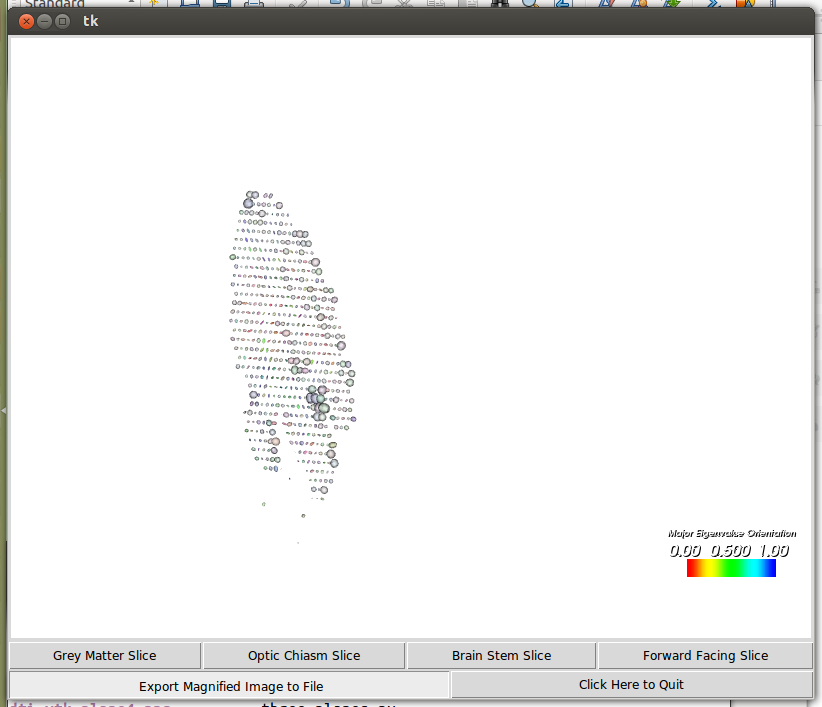 Standard
tk
Major Eigenvalue Orientation
0.00 0.500 1.00
Grey Matter Slice
Optic Chiasm Slice
Brain Stem Slice
Forward Facing Slice
Export Magnified Image to File
Click Here to Quit